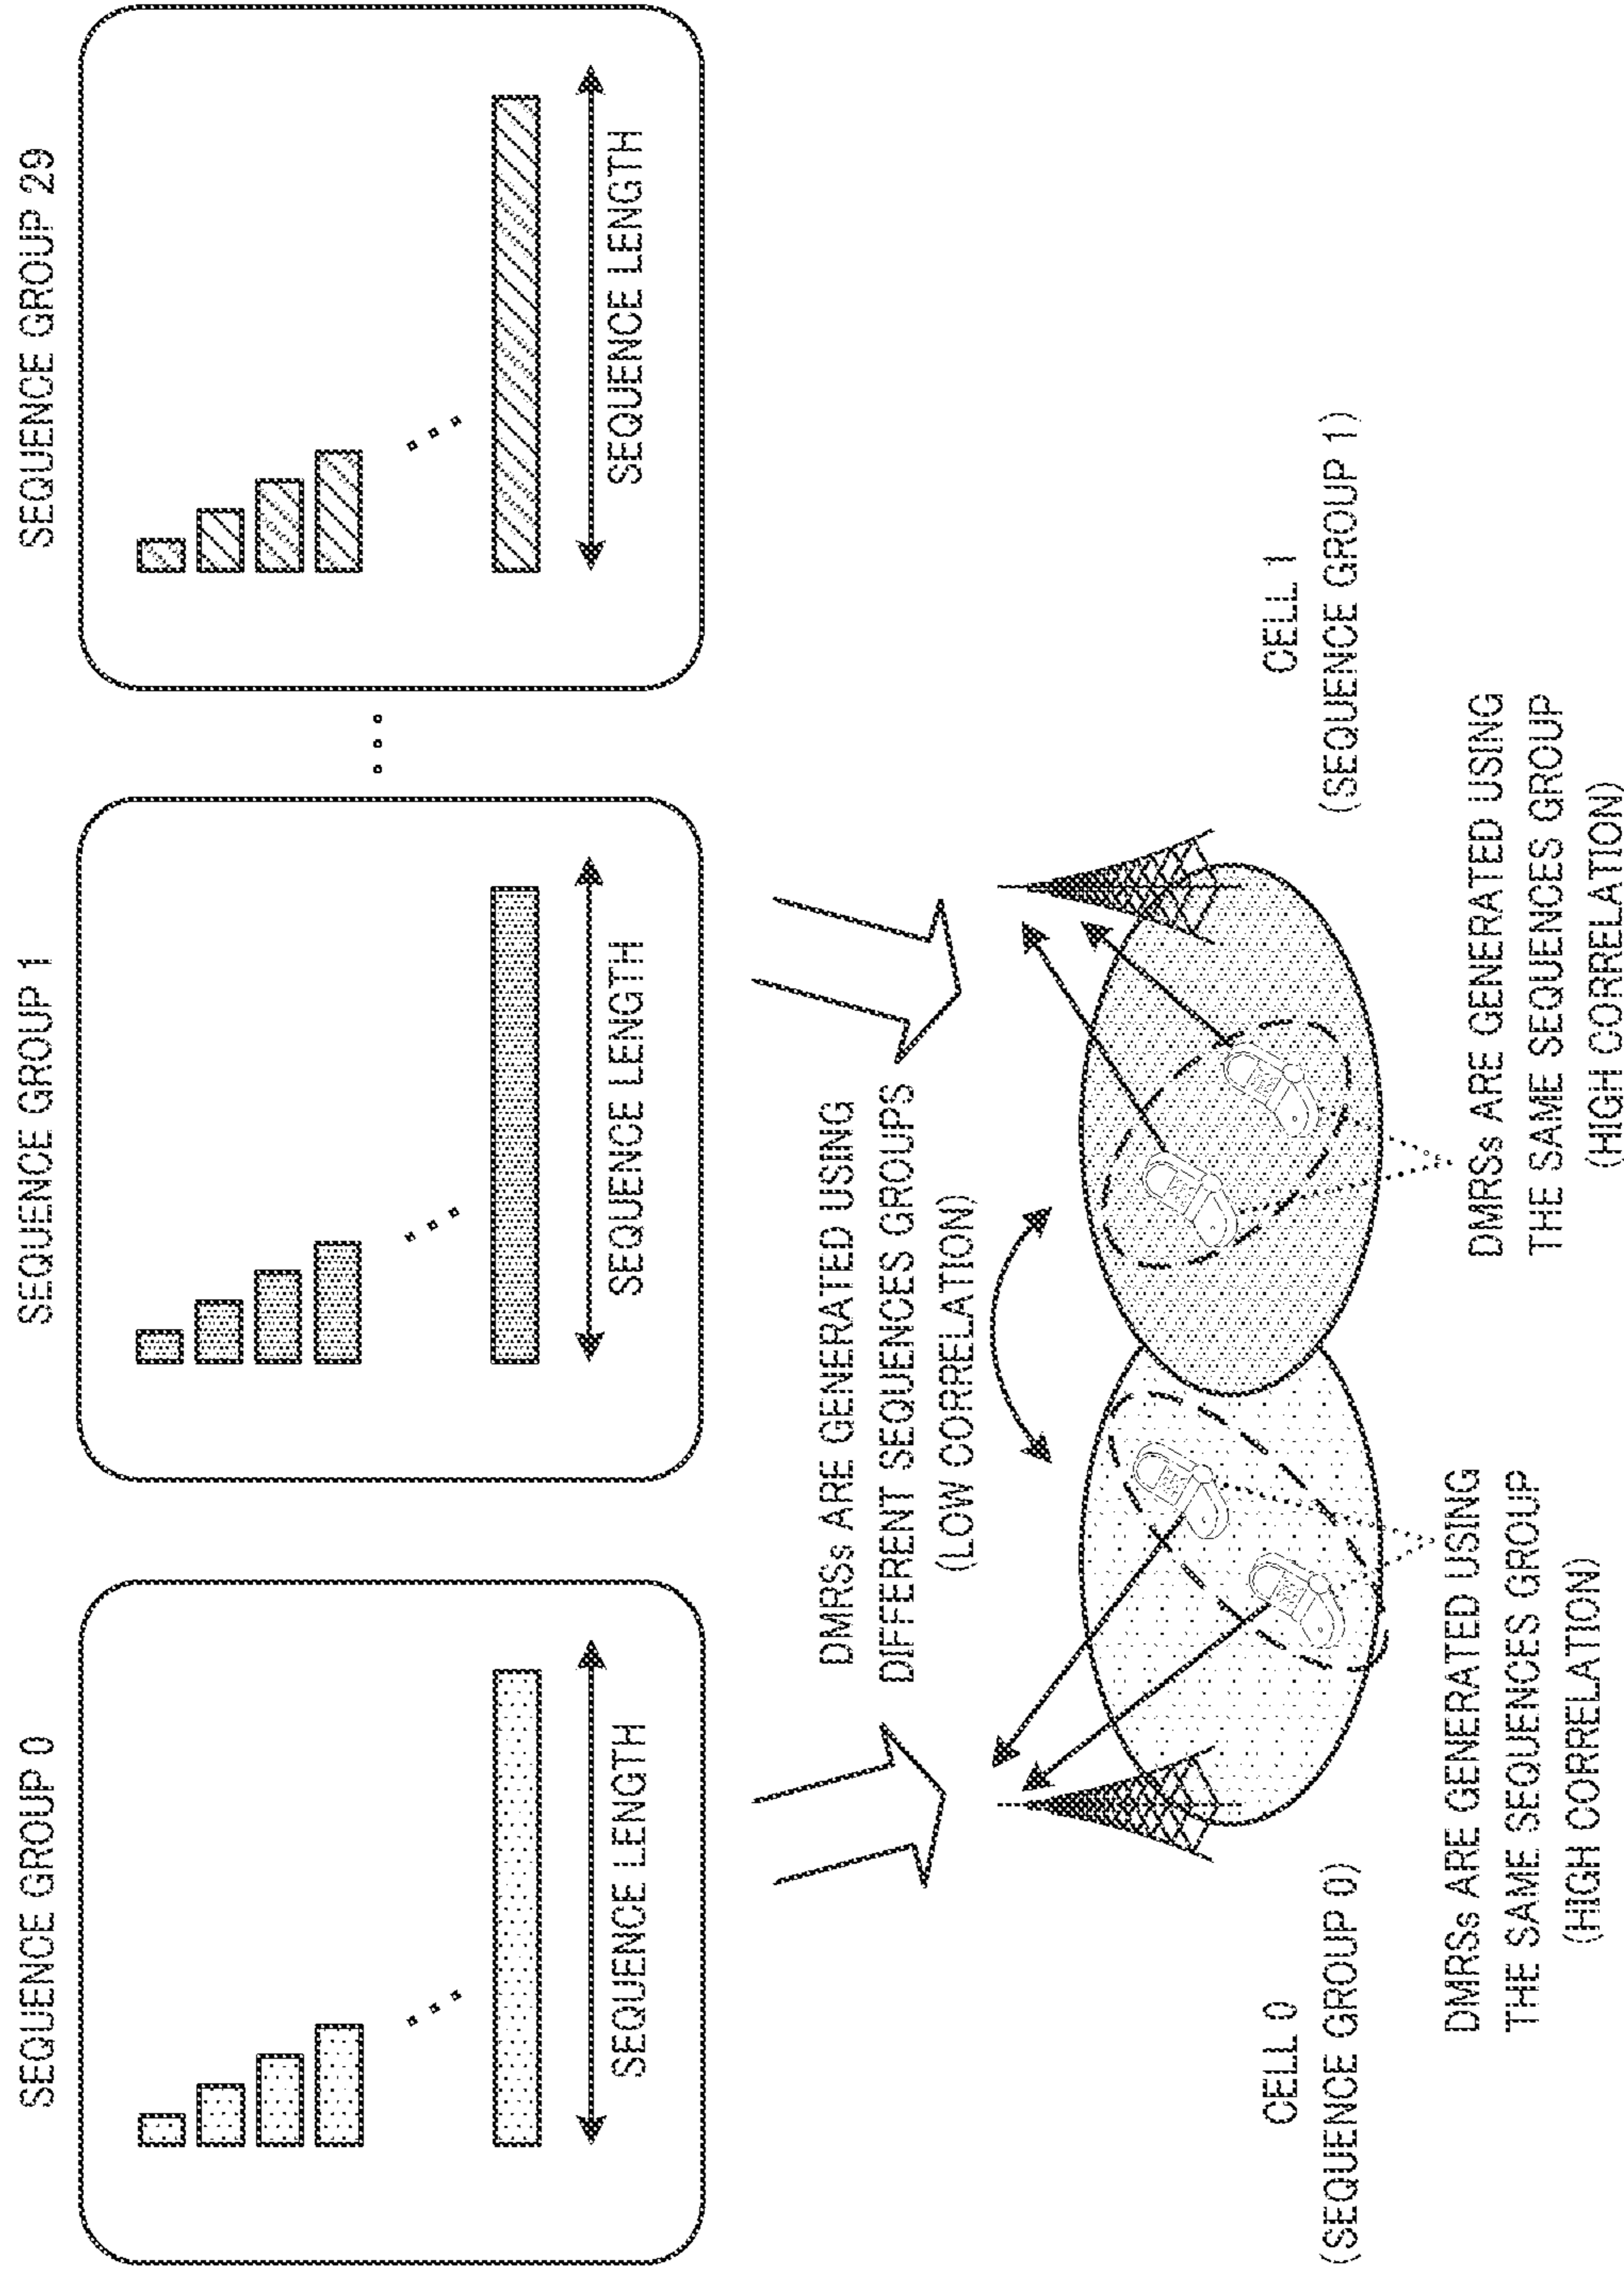 SEQUENCE GROUP 0
SEQUENCE LENGTH
SEQUENCE GROUP 1
SEQUENCE LENGTH
SEQUENCE GROUP 29
SEQUENCE LENGTH
DMRSs ARE GENERATED USING
DIFFERENT SEQUENCES GROUPS
(LOW CORRELATION)
CELL 0
(SEQUENCE GROUP 0)
CELL 1
(SEQUENCE GROUP 1)
DMRSs ARE GENERATED USING
THE SAME SEQUENCES GROUP
(HIGH CORRELATION)
DMRSs ARE GENERATED USING
THE SAME SEQUENCES GROUP
(HIGH CORRELATION)